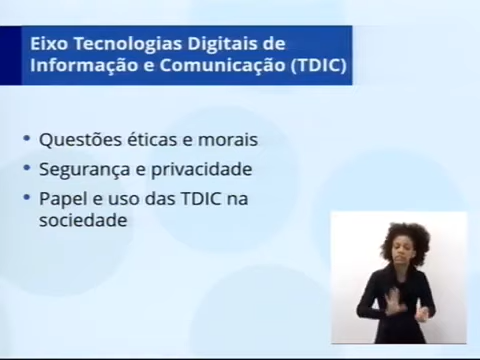 Eixo Tecnologias Digitais de
Informação e Comunicação (TDIC)
• Questões éticas e morais
• Segurança e privacidade
• Papel e uso das TDIC na
sociedade